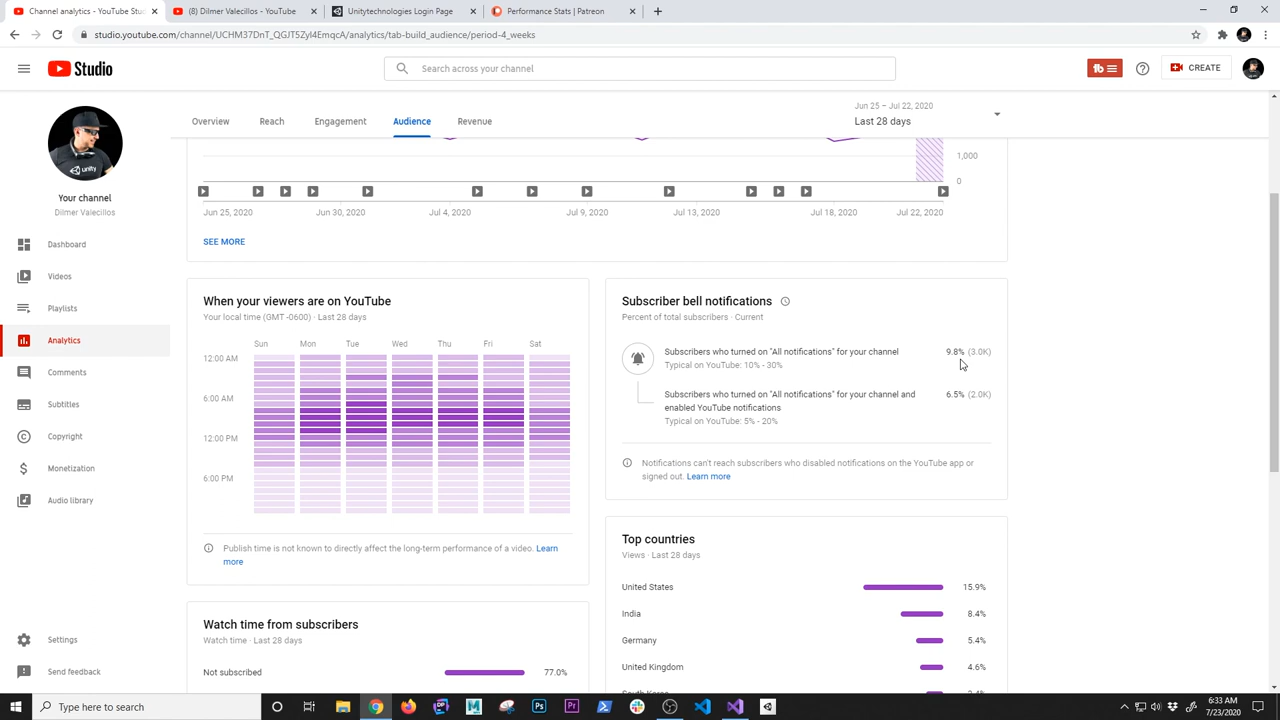 Channel analytics - YouTube Stu
(8) Dilmer Valecillos - YouTube
Unitytechnologies Audience Page
Performance Stats | Patreon
studio.youtube.com/channel/UCHM37DnT_QGJT5Zyl4EmqcA/analytics/tab-build_audience/period-4_weeks
Studio
Search across your channel
CREATE
Overview
Reach
Engagement
Audience
Revenue
Jun 25 – Jul 22, 2020
Last 28 days
unity
Your channel
Dilmer Valecillos
Dashboard
Videos
Playlists
Analytics
Comments
Subtitles
Copyright
Monetization
Audio library
Settings
Send feedback
1,000
0
Jun 25, 2020
Jun 30, 2020
Jul 4, 2020
Jul 9, 2020
Jul 13, 2020
Jul 18, 2020
Jul 22, 2020
SEE MORE
When your viewers are on YouTube
Your local time (GMT -0600) · Last 28 days
Sun Mon Tue Wed Thu Fri Sat
12:00 AM
6:00 AM
12:00 PM
6:00 PM
Publish time is not known to directly affect the long-term performance of a video. Learn
more
Watch time from subscribers
Watch time · Last 28 days
Not subscribed 77.0%
Subscriber bell notifications
Percent of total subscribers · Current
Subscribers who turned on "All notifications" for your channel 9.8% (3.0K)
Typical on YouTube: 10% - 30%
Subscribers who turned on "All notifications" for your channel and 6.5% (2.0K)
enabled YouTube notifications
Typical on YouTube: 5% - 20%
Notifications can't reach subscribers who disabled notifications on the YouTube app or
signed out. Learn more
Top countries
Views · Last 28 days
United States 15.9%
India 8.4%
Germany 5.4%
United Kingdom 4.6%
Type here to search
6:33 AM
7/23/2020